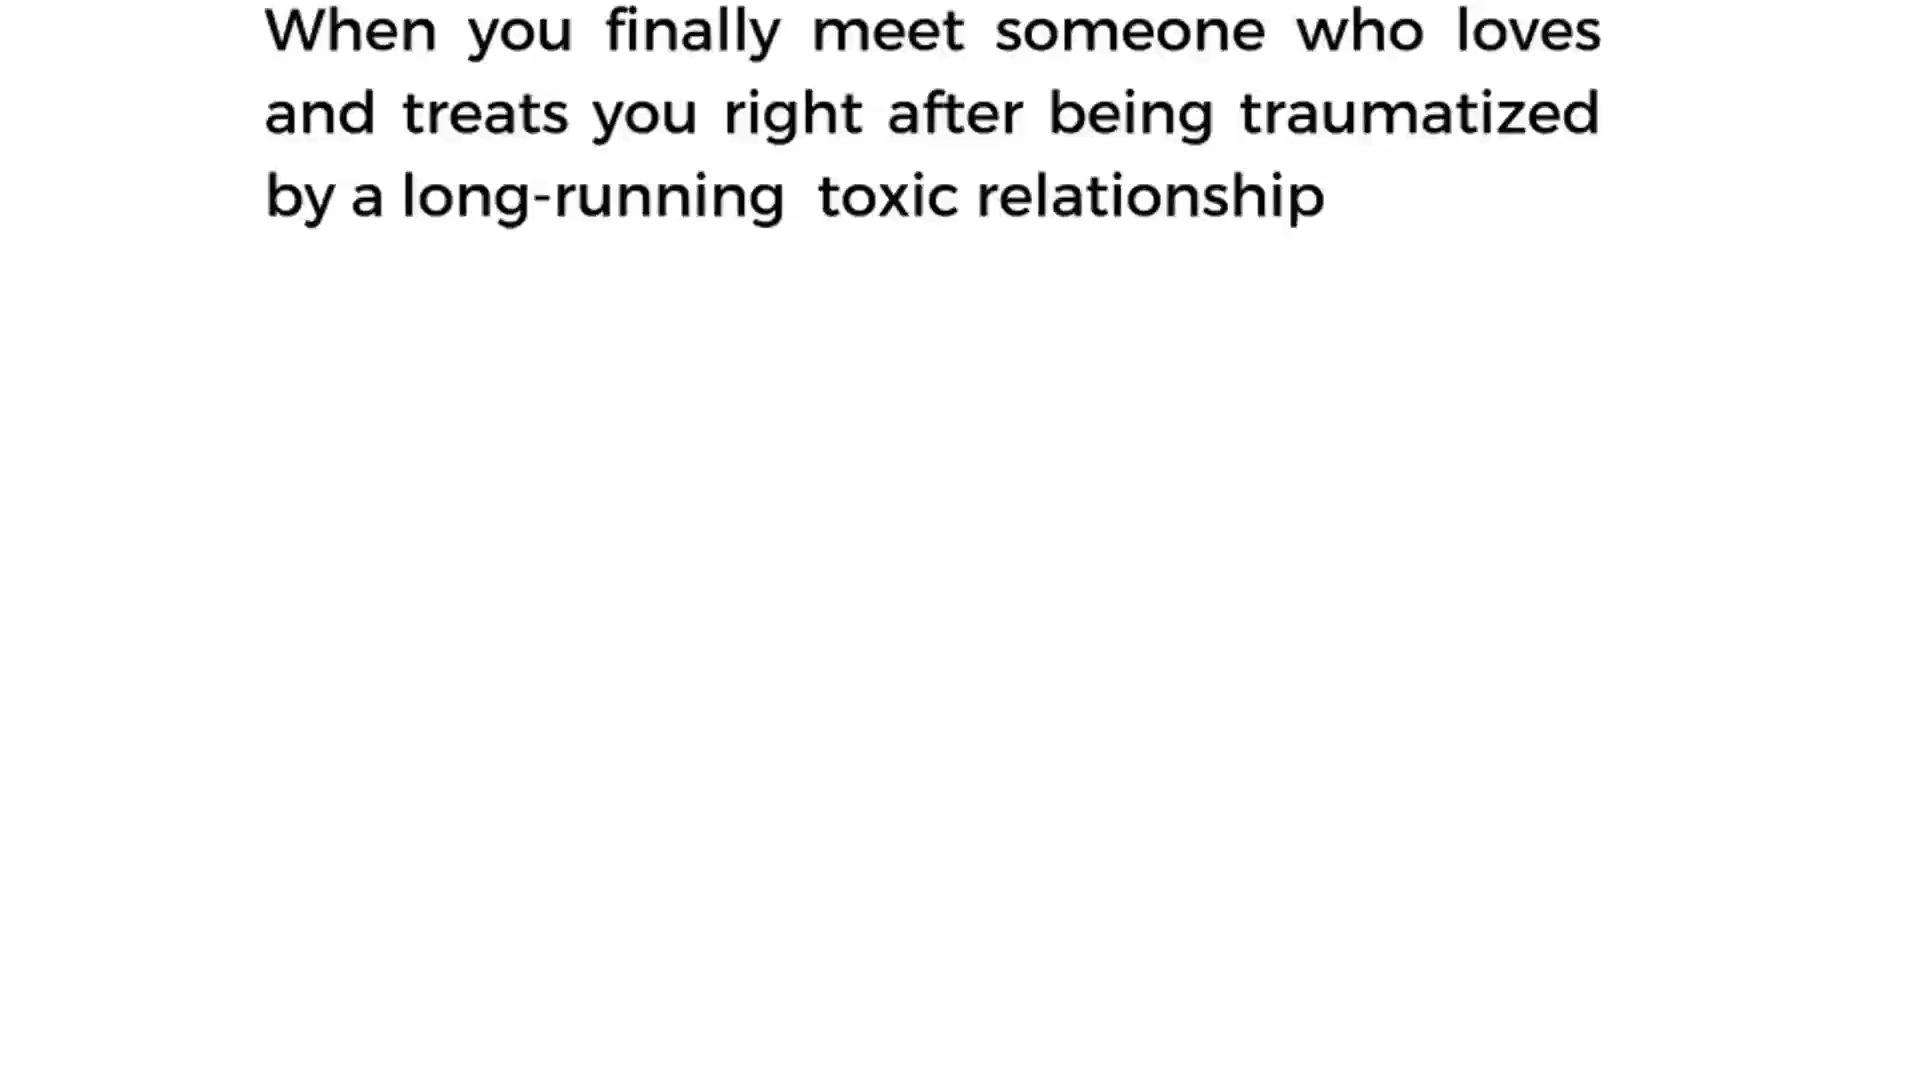 When you finally meet someone who loves
and treats you right after being traumatized
by a long-running  toxic relationship